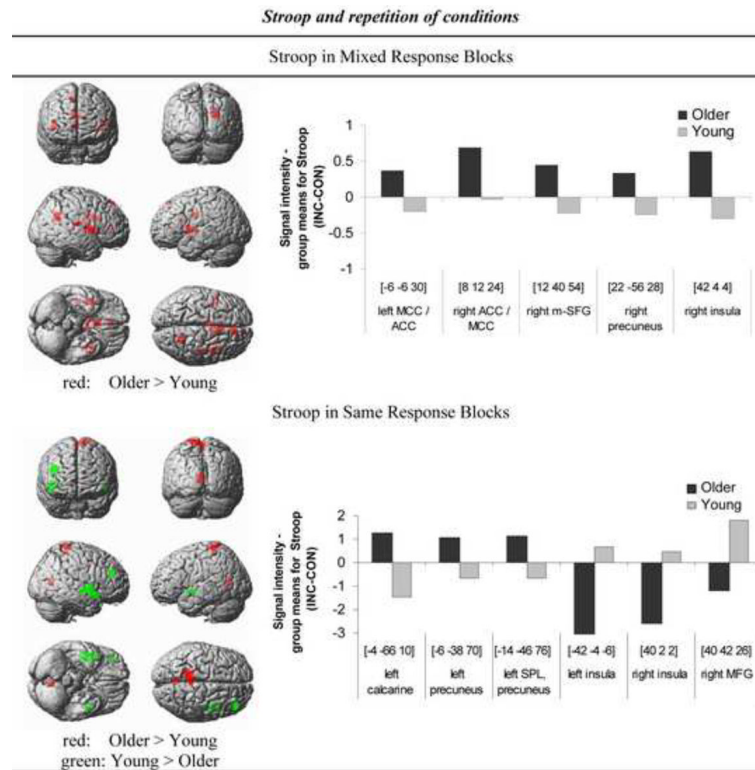 Stroop and repetition of conditions
Stroop in Mixed Response Blocks
red: Older > Young
Signal intensity -
group means for Stroop
(INC-CON)
Older
Young
1
0.5
0
-0.5
-1
[-6 -6 30] [8 12 24] [12 40 54] [22 -56 28] [42 4 4]
left MCC / ACC
right ACC / MCC
right m-SFG
right precuneus
right insula
Stroop in Same Response Blocks
red: Older > Young
green: Young > Older
Signal intensity -
group means for Stroop
(INC-CON)
Older
Young
2
1
0
-1
-2
-3
[-4 -66 10] [-6 -38 70] [-14 -46 76] [-42 -4 -6] [40 2 2] [40 42 26]
left calcarine
left precuneus
left SPL, precuneus
left insula
right insula
right MFG